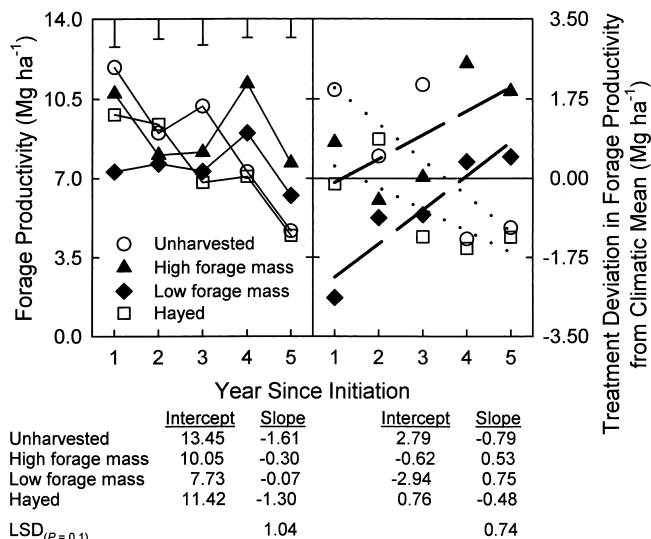 14.0
10.5
7.0
3.5
0.0
Forage Productivity (Mg ha⁻¹)
Unharvested
High forage mass
Low forage mass
Hayed
3.50
1.75
0.00
-1.75
-3.50
Treatment Deviation in Forage Productivity
from Climatic Mean (Mg ha⁻¹)
1 2 3 4 5 1 2 3 4 5
Year Since Initiation
Intercept Slope Intercept Slope
Unharvested 13.45 -1.61 2.79 -0.79
High forage mass 10.05 -0.30 -0.62 0.53
Low forage mass 7.73 -0.07 -2.94 0.75
Hayed 11.42 -1.30 0.76 -0.48
LSD(P = 0.1) 1.04 0.74